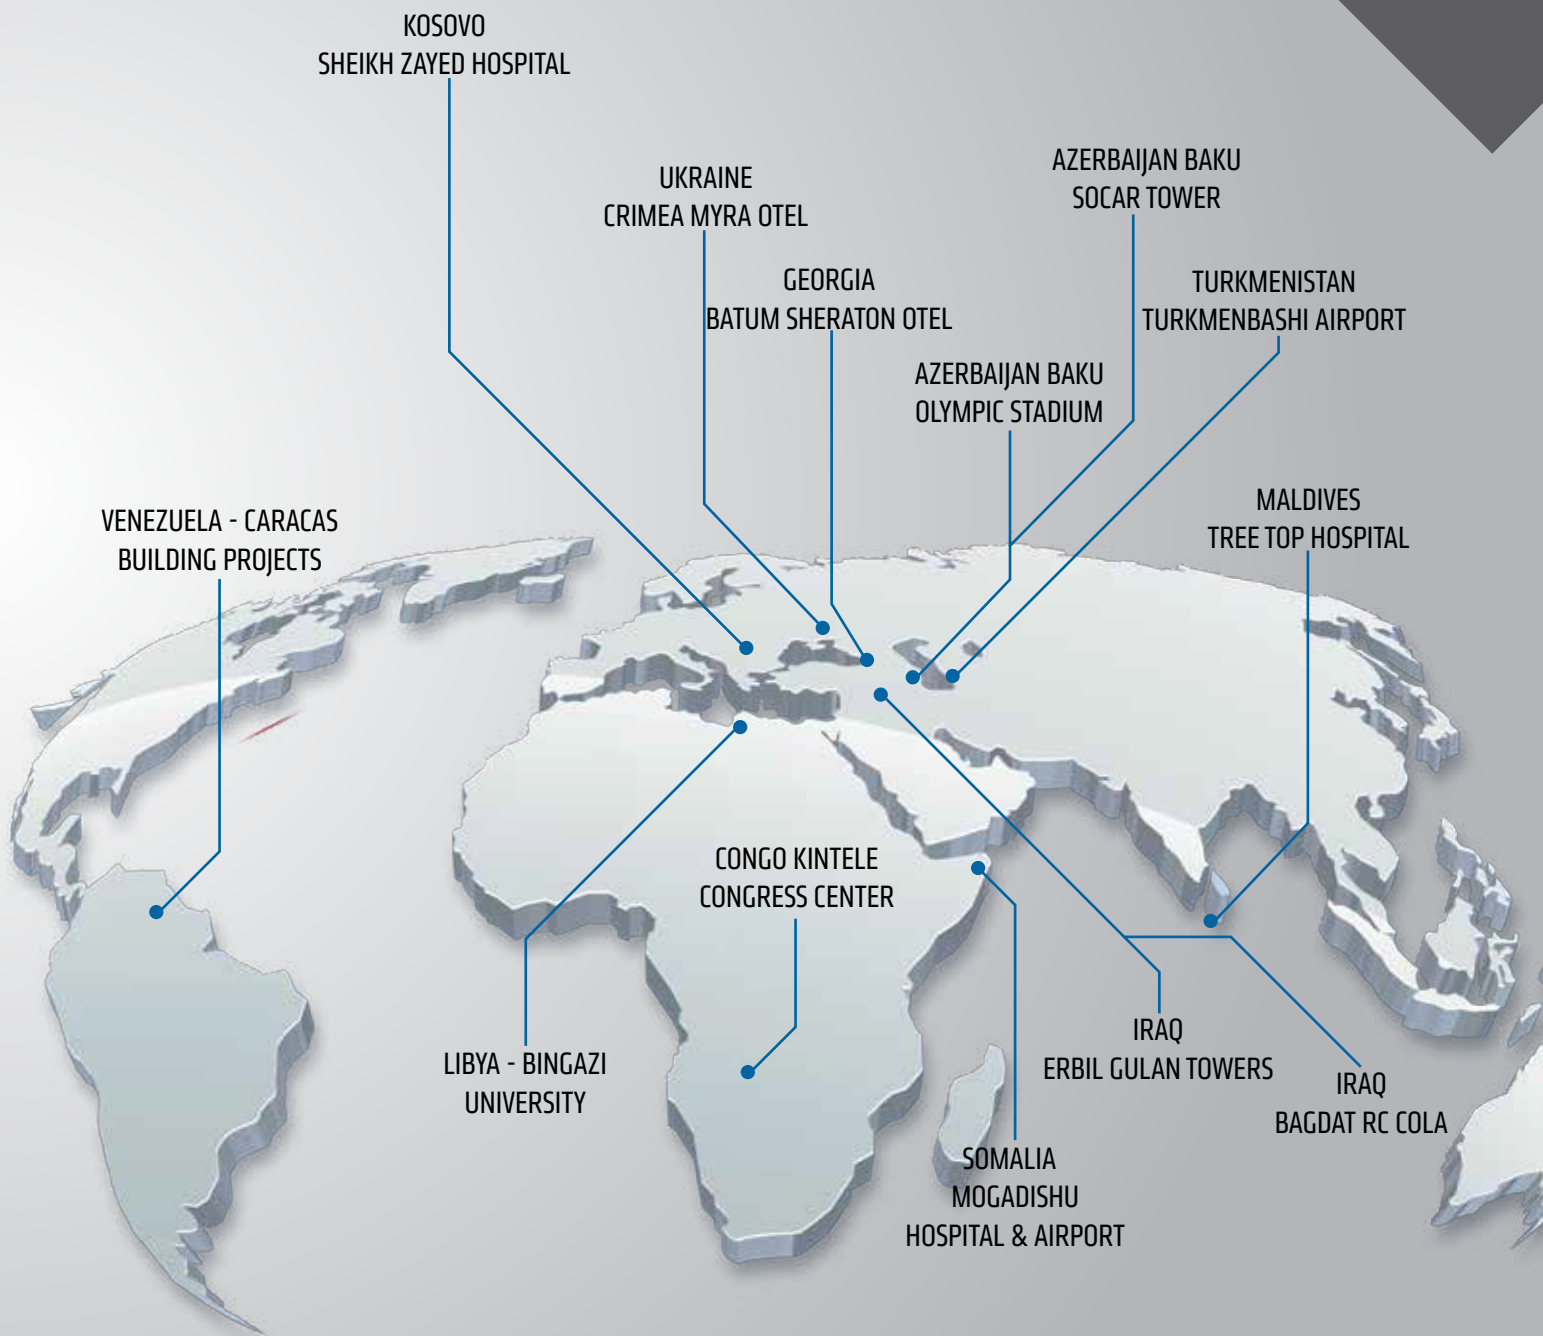 KOSOVO
SHEIKH ZAYED HOSPITAL
UKRAINE
CRIMEA MYRA OTEL
AZERBAIJAN BAKU
SOCAR TOWER
GEORGIA
BATUM SHERATON OTEL
TURKMENISTAN
TURKMENBASHI AIRPORT
AZERBAIJAN BAKU
OLYMPIC STADIUM
VENEZUELA - CARACAS
BUILDING PROJECTS
MALDIVES
TREE TOP HOSPITAL
CONGO KINTELE
CONGRESS CENTER
LIBYA - BINGAZI
UNIVERSITY
IRAQ
ERBIL GULAN TOWERS
IRAQ
BAGDAT RC COLA
SOMALIA
MOGADISHU
HOSPITAL & AIRPORT